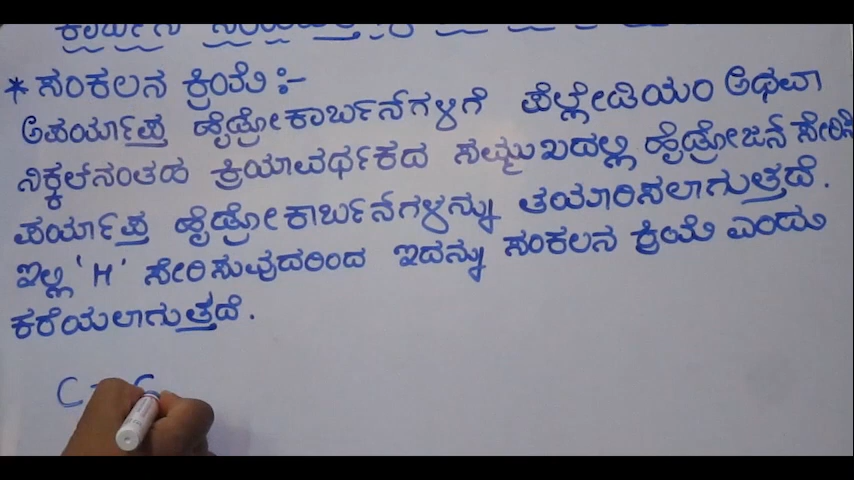 ಕಾರ್ಬನ್
* ಸಂಕಲನ ಕ್ರಿಯೆ :-
ಅಪರ್ಯಾಪ್ತ ಹೈಡ್ರೋಕಾರ್ಬನ್‌ಗಳಿಗೆ ಪೆಲ್ಲೇಡಿಯಂ ಅಥವಾ
ನಿಕ್ಕಲ್‌ನಂತಹ ಕ್ರಿಯಾವರ್ಧಕದ ಸಮ್ಮುಖದಲ್ಲಿ ಹೈಡ್ರೋಜನ್ ಸೇರಿಸಿ
ಪರ್ಯಾಪ್ತ ಹೈಡ್ರೋಕಾರ್ಬನ್‌ಗಳನ್ನು ತಯಾರಿಸಲಾಗುತ್ತದೆ.
ಇಲ್ಲಿ 'H' ಸೇರಿಸುವುದರಿಂದ ಇದನ್ನು ಸಂಕಲನ ಕ್ರಿಯೆ ಎಂದು
ಕರೆಯಲಾಗುತ್ತದೆ.
C